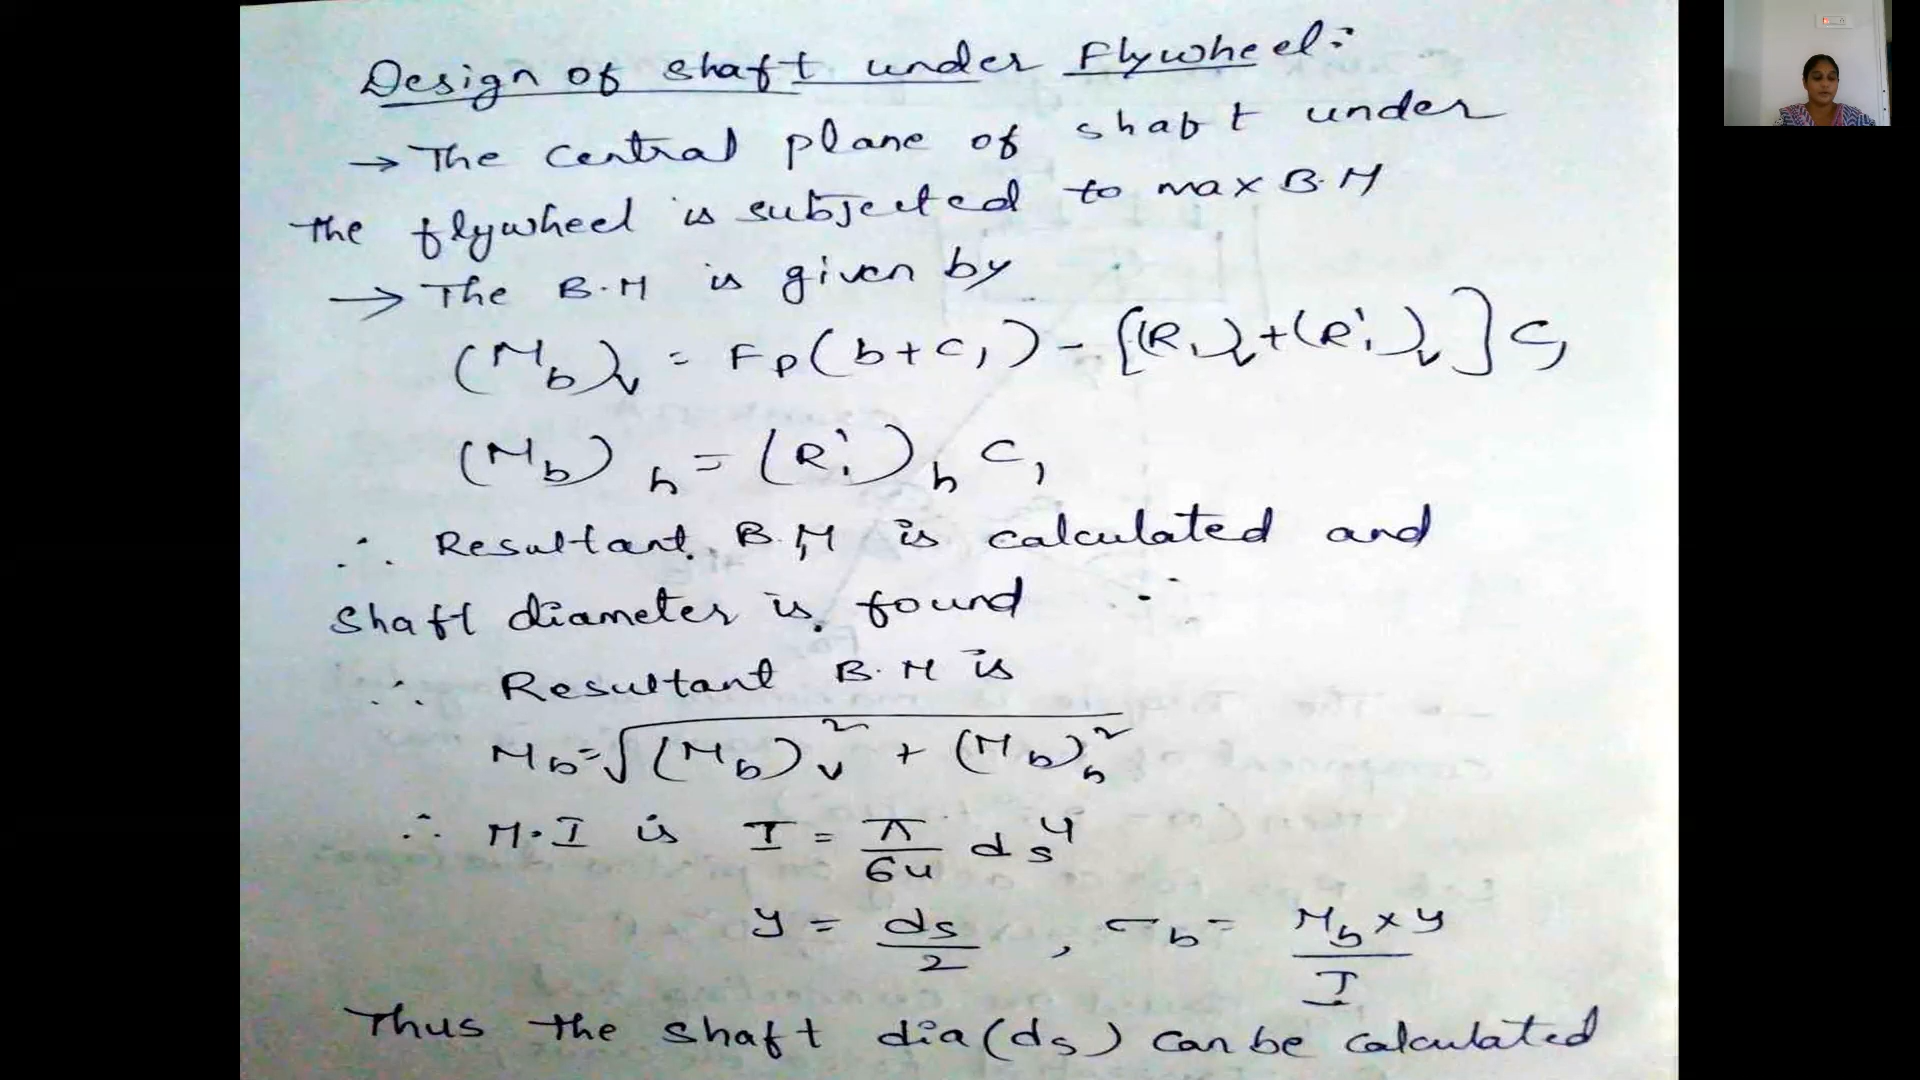 Design of shaft under Flywheel:
→ The central plane of shaft under
the flywheel is subjected to max B.M
→ The B.M is given by
(Mb)v = Fp(b+c₁) - [(R₁)v+(R'₁)v] c₁
(Mb)h = (R'₁)h c₁
∴ Resultant B.M is calculated and
shaft diameter is found
∴ Resultant B.M is
Mb=√(Mb)v² + (Mb)h²
∴ M.I is I = π/64 ds⁴
y = ds/2 , σb = Mb×y/I
Thus the shaft dia(ds) can be calculated